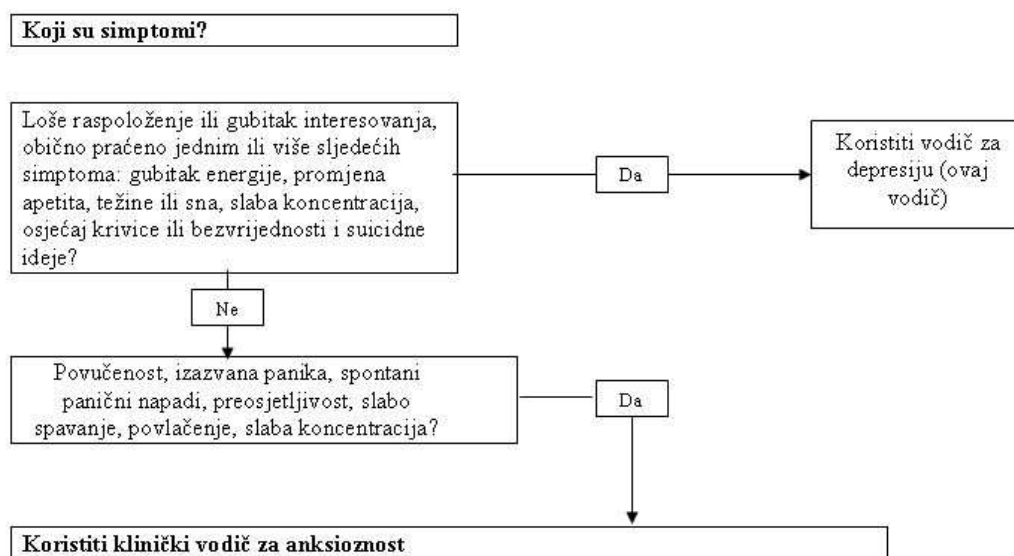 Koji su simptomi?
Loše raspoloženje ili gubitak interesovanja,
obično praćeno jednim ili više sljedećih
simptoma: gubitak energije, promjena
apetita, težine ili sna, slaba koncentracija,
osjećaj krivice ili bezvrijednosti i suicidne
ideje?
Da
Koristiti vodič za
depresiju (ovaj
vodič)
Ne
Povučenost, izazvana panika, spontani
panični napadi, preosjetljivost, slabo
spavanje, povlačenje, slaba koncentracija?
Da
Koristiti klinički vodič za anksioznost